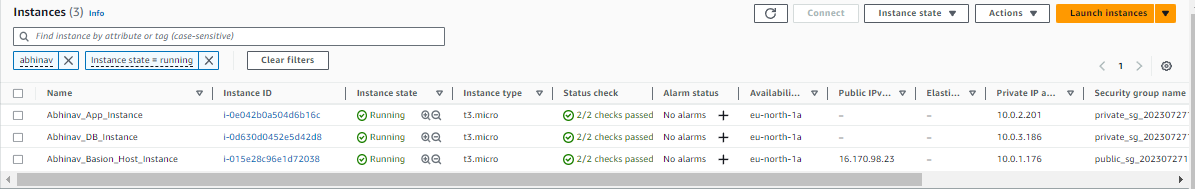 Instances (3) Info
Connect Instance state Actions Launch instances
Find instance by attribute or tag (case-sensitive)
abhinav Instance state = running Clear filters
1
Name Instance ID Instance state Instance type Status check Alarm status Availabili... Public IPv... Elasti... Private IP a... Security group name
Abhinav_App_Instance i-0e042b0a504d6b16c Running t3.micro 2/2 checks passed No alarms eu-north-1a – – 10.0.2.201 private_sg_202307271
Abhinav_DB_Instance i-0d630d0452e5d42d8 Running t3.micro 2/2 checks passed No alarms eu-north-1a – – 10.0.3.186 private_sg_202307271
Abhinav_Basion_Host_Instance i-015e28c96e1d72038 Running t3.micro 2/2 checks passed No alarms eu-north-1a 16.170.98.23 – 10.0.1.176 public_sg_202307271